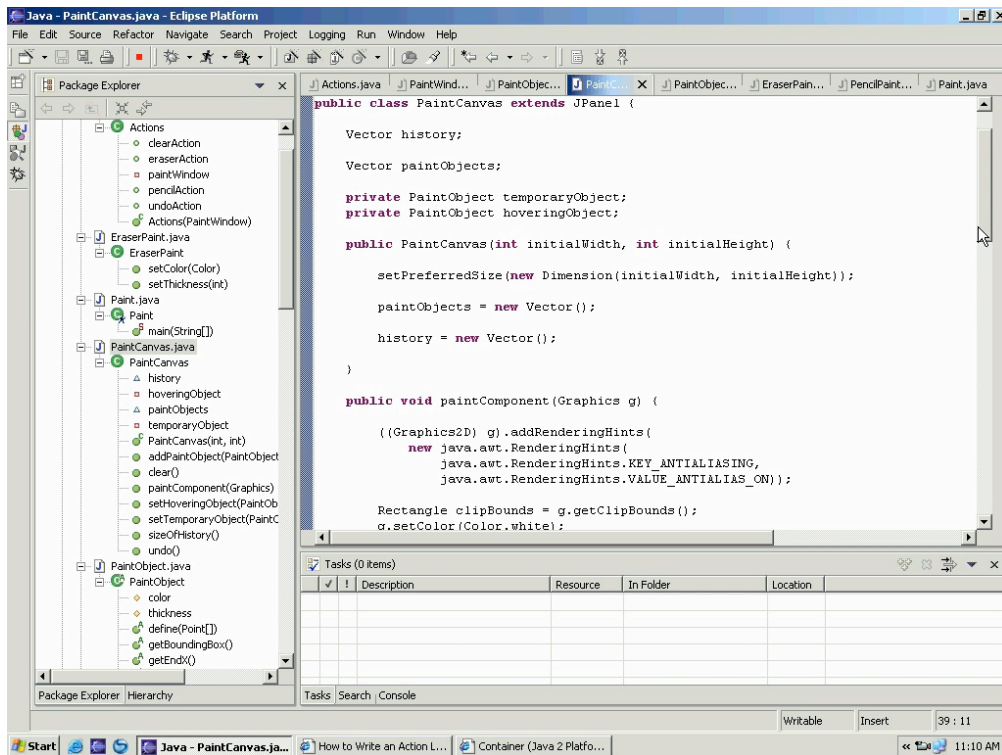 Java - PaintCanvas.java - Eclipse Platform
File Edit Source Refactor Navigate Search Project Logging Run Window Help
Package Explorer
Actions
clearAction
eraserAction
paintWindow
pencilAction
undoAction
Actions(PaintWindow)
EraserPaint.java
EraserPaint
setColor(Color)
setThickness(int)
Paint.java
Paint
main(String[])
PaintCanvas.java
PaintCanvas
history
hoveringObject
paintObjects
temporaryObject
PaintCanvas(int, int)
addPaintObject(PaintObject
clear()
paintComponent(Graphics)
setHoveringObject(PaintOb
setTemporaryObject(PaintC
sizeOfHistory()
undo()
PaintObject.java
PaintObject
color
thickness
define(Point[])
getBoundingBox()
getEndX()
Package Explorer Hierarchy
Actions.java PaintWind... PaintObjec... PaintC... PaintObjec... EraserPain... PencilPaint... Paint.java
public class PaintCanvas extends JPanel {
Vector history;
Vector paintObjects;
private PaintObject temporaryObject;
private PaintObject hoveringObject;
public PaintCanvas(int initialWidth, int initialHeight) {
setPreferredSize(new Dimension(initialWidth, initialHeight));
paintObjects = new Vector();
history = new Vector();
}
public void paintComponent(Graphics g) {
((Graphics2D) g).addRenderingHints(
new java.awt.RenderingHints(
java.awt.RenderingHints.KEY_ANTIALIASING,
java.awt.RenderingHints.VALUE_ANTIALIAS_ON));
Rectangle clipBounds = g.getClipBounds();
g.setColor(Color.white);
Tasks (0 items)
! Description Resource In Folder Location
Tasks Search Console
Writable Insert 39 : 11
Start Java - PaintCanvas.ja... How to Write an Action L... Container (Java 2 Platfo... 11:10 AM